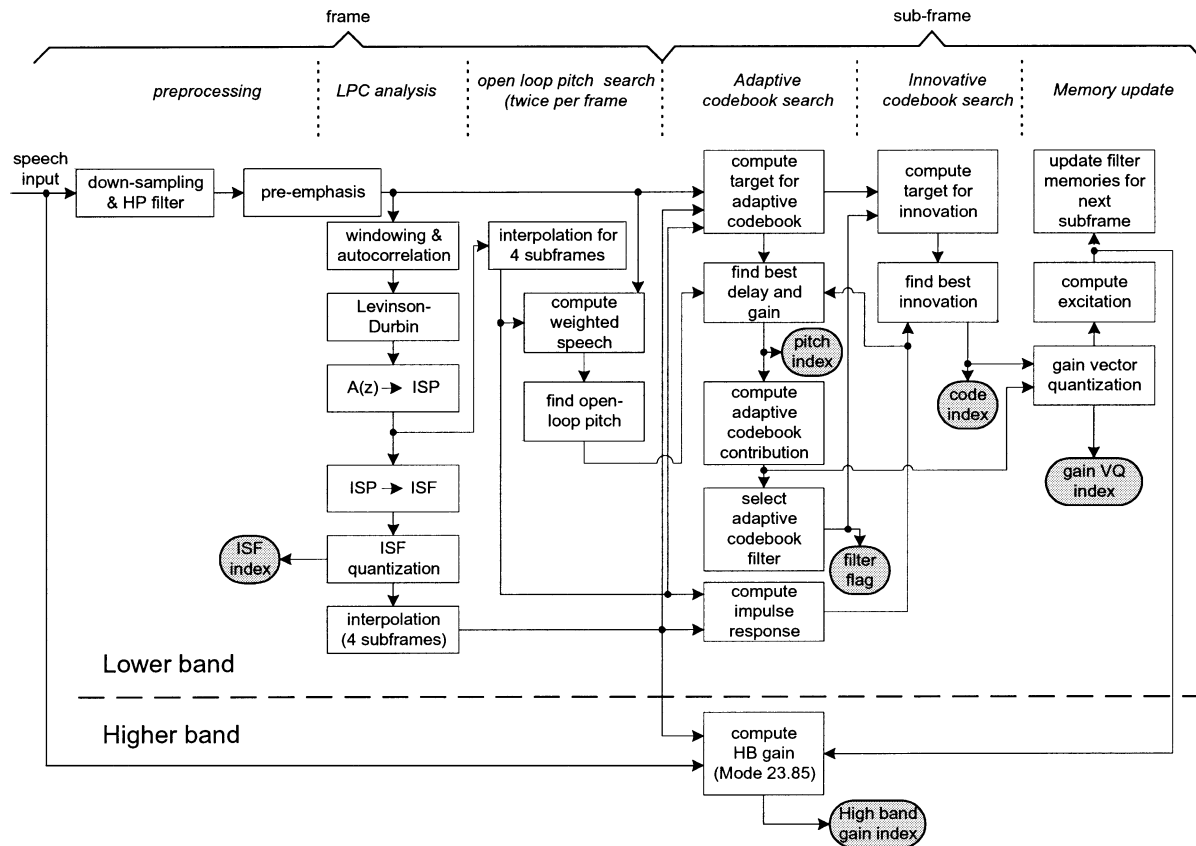 frame
sub-frame
preprocessing
LPC analysis
open loop pitch search
(twice per frame
Adaptive
codebook search
Innovative
codebook search
Memory update
speech
input
down-sampling
& HP filter
pre-emphasis
windowing &
autocorrelation
Levinson-
Durbin
A(z) → ISP
ISP → ISF
ISF
index
ISF
quantization
interpolation
(4 subframes)
interpolation for
4 subframes
compute
weighted
speech
find open-
loop pitch
compute
target for
adaptive
codebook
find best
delay and
gain
pitch
index
compute
adaptive
codebook
contribution
select
adaptive
codebook
filter
filter
flag
compute
impulse
response
compute
target for
innovation
find best
innovation
code
index
update filter
memories for
next
subframe
compute
excitation
gain vector
quantization
gain VQ
index
Lower band
Higher band
compute
HB gain
(Mode 23.85)
High band
gain index